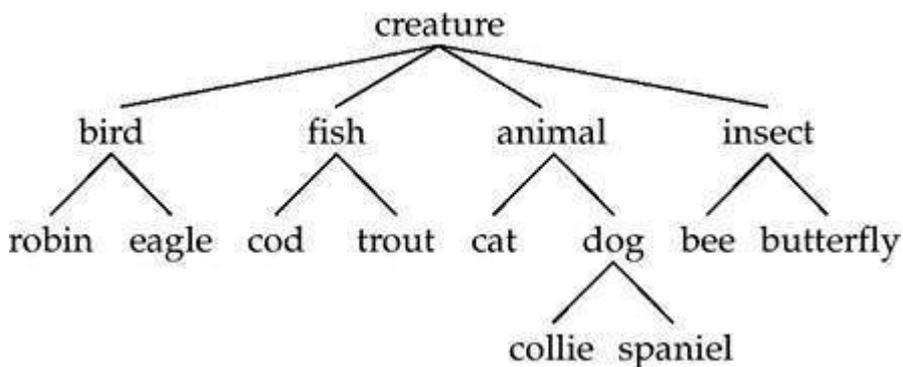 creature
bird fish animal insect
robin eagle cod trout cat dog bee butterfly
collie spaniel